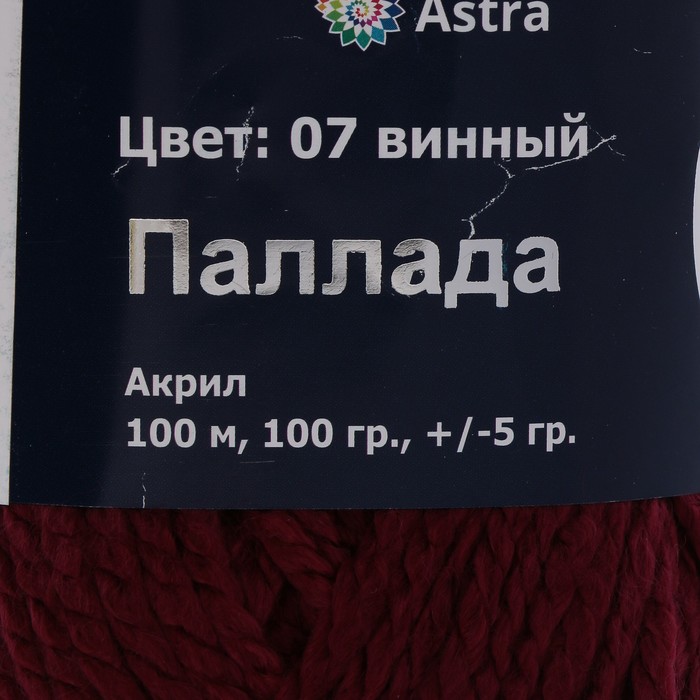 Astra
Цвет: 07 винный
Паллада
Акрил
100 м, 100 гр., +/-5 гр.